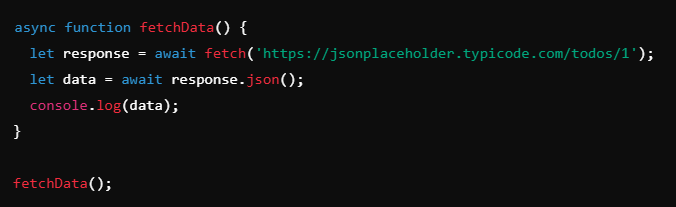 async function fetchData() {
  let response = await fetch('https://jsonplaceholder.typicode.com/todos/1');
  let data = await response.json();
  console.log(data);
}

fetchData();